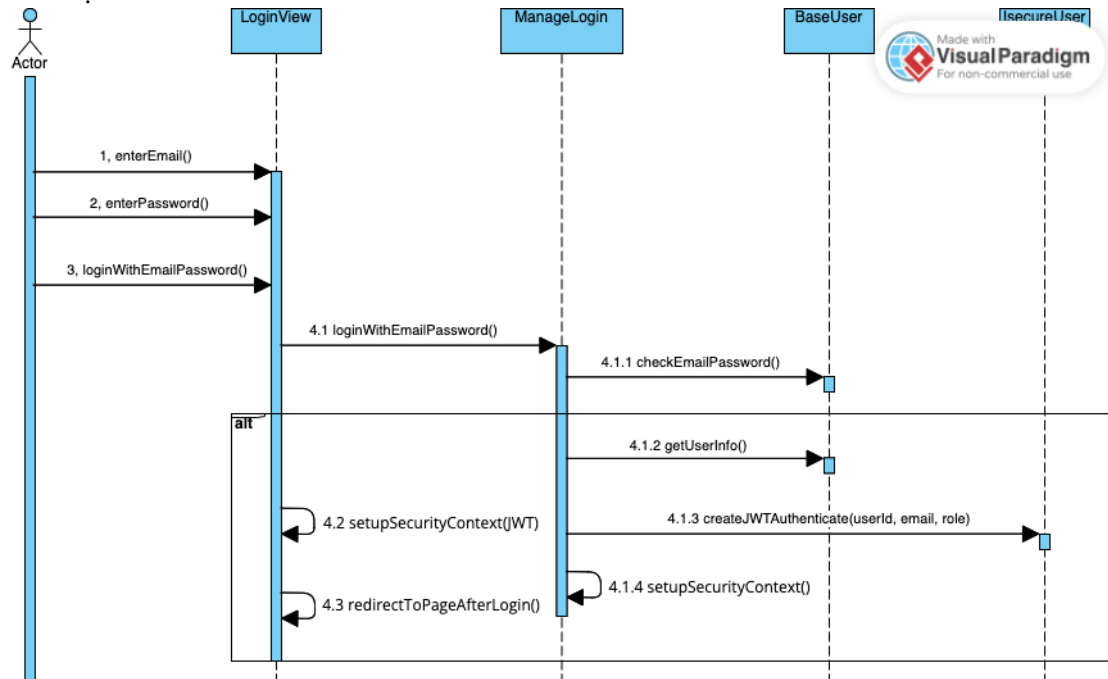 Actor
LoginView
ManageLogin
BaseUser
IsecureUser
Made with
VisualParadigm
For non-commercial use
1, enterEmail()
2, enterPassword()
3, loginWithEmailPassword()
4.1 loginWithEmailPassword()
4.1.1 checkEmailPassword()
alt
4.1.2 getUserInfo()
4.2 setupSecurityContext(JWT)
4.1.3 createJWTAuthenticate(userId, email, role)
4.1.4 setupSecurityContext()
4.3 redirectToPageAfterLogin()